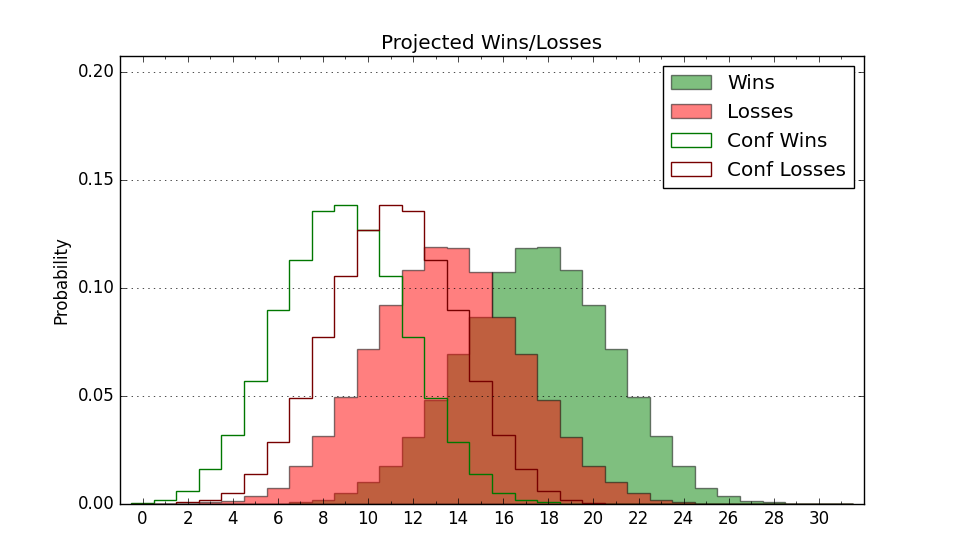 Projected Wins/Losses
0.20
0.15
0.10
0.05
0.00
Probability
Wins
Losses
Conf Wins
Conf Losses
0 2 4 6 8 10 12 14 16 18 20 22 24 26 28 30